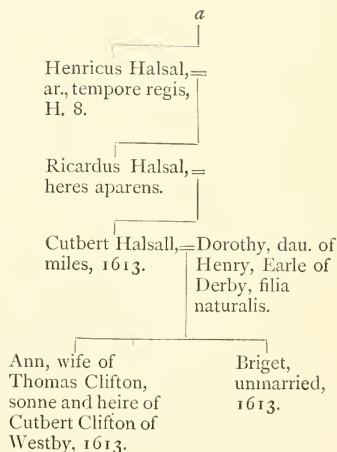 a
Henricus Halsal,
ar., tempore regis,
H. 8.
Ricardus Halsal,
heres aparens.
Cutbert Halsall,
miles, 1613.
Dorothy, dau. of
Henry, Earle of
Derby, filia
naturalis.
Ann, wife of
Thomas Clifton,
sonne and heire of
Cutbert Clifton of
Westby, 1613.
Briget,
unmarried,
1613.